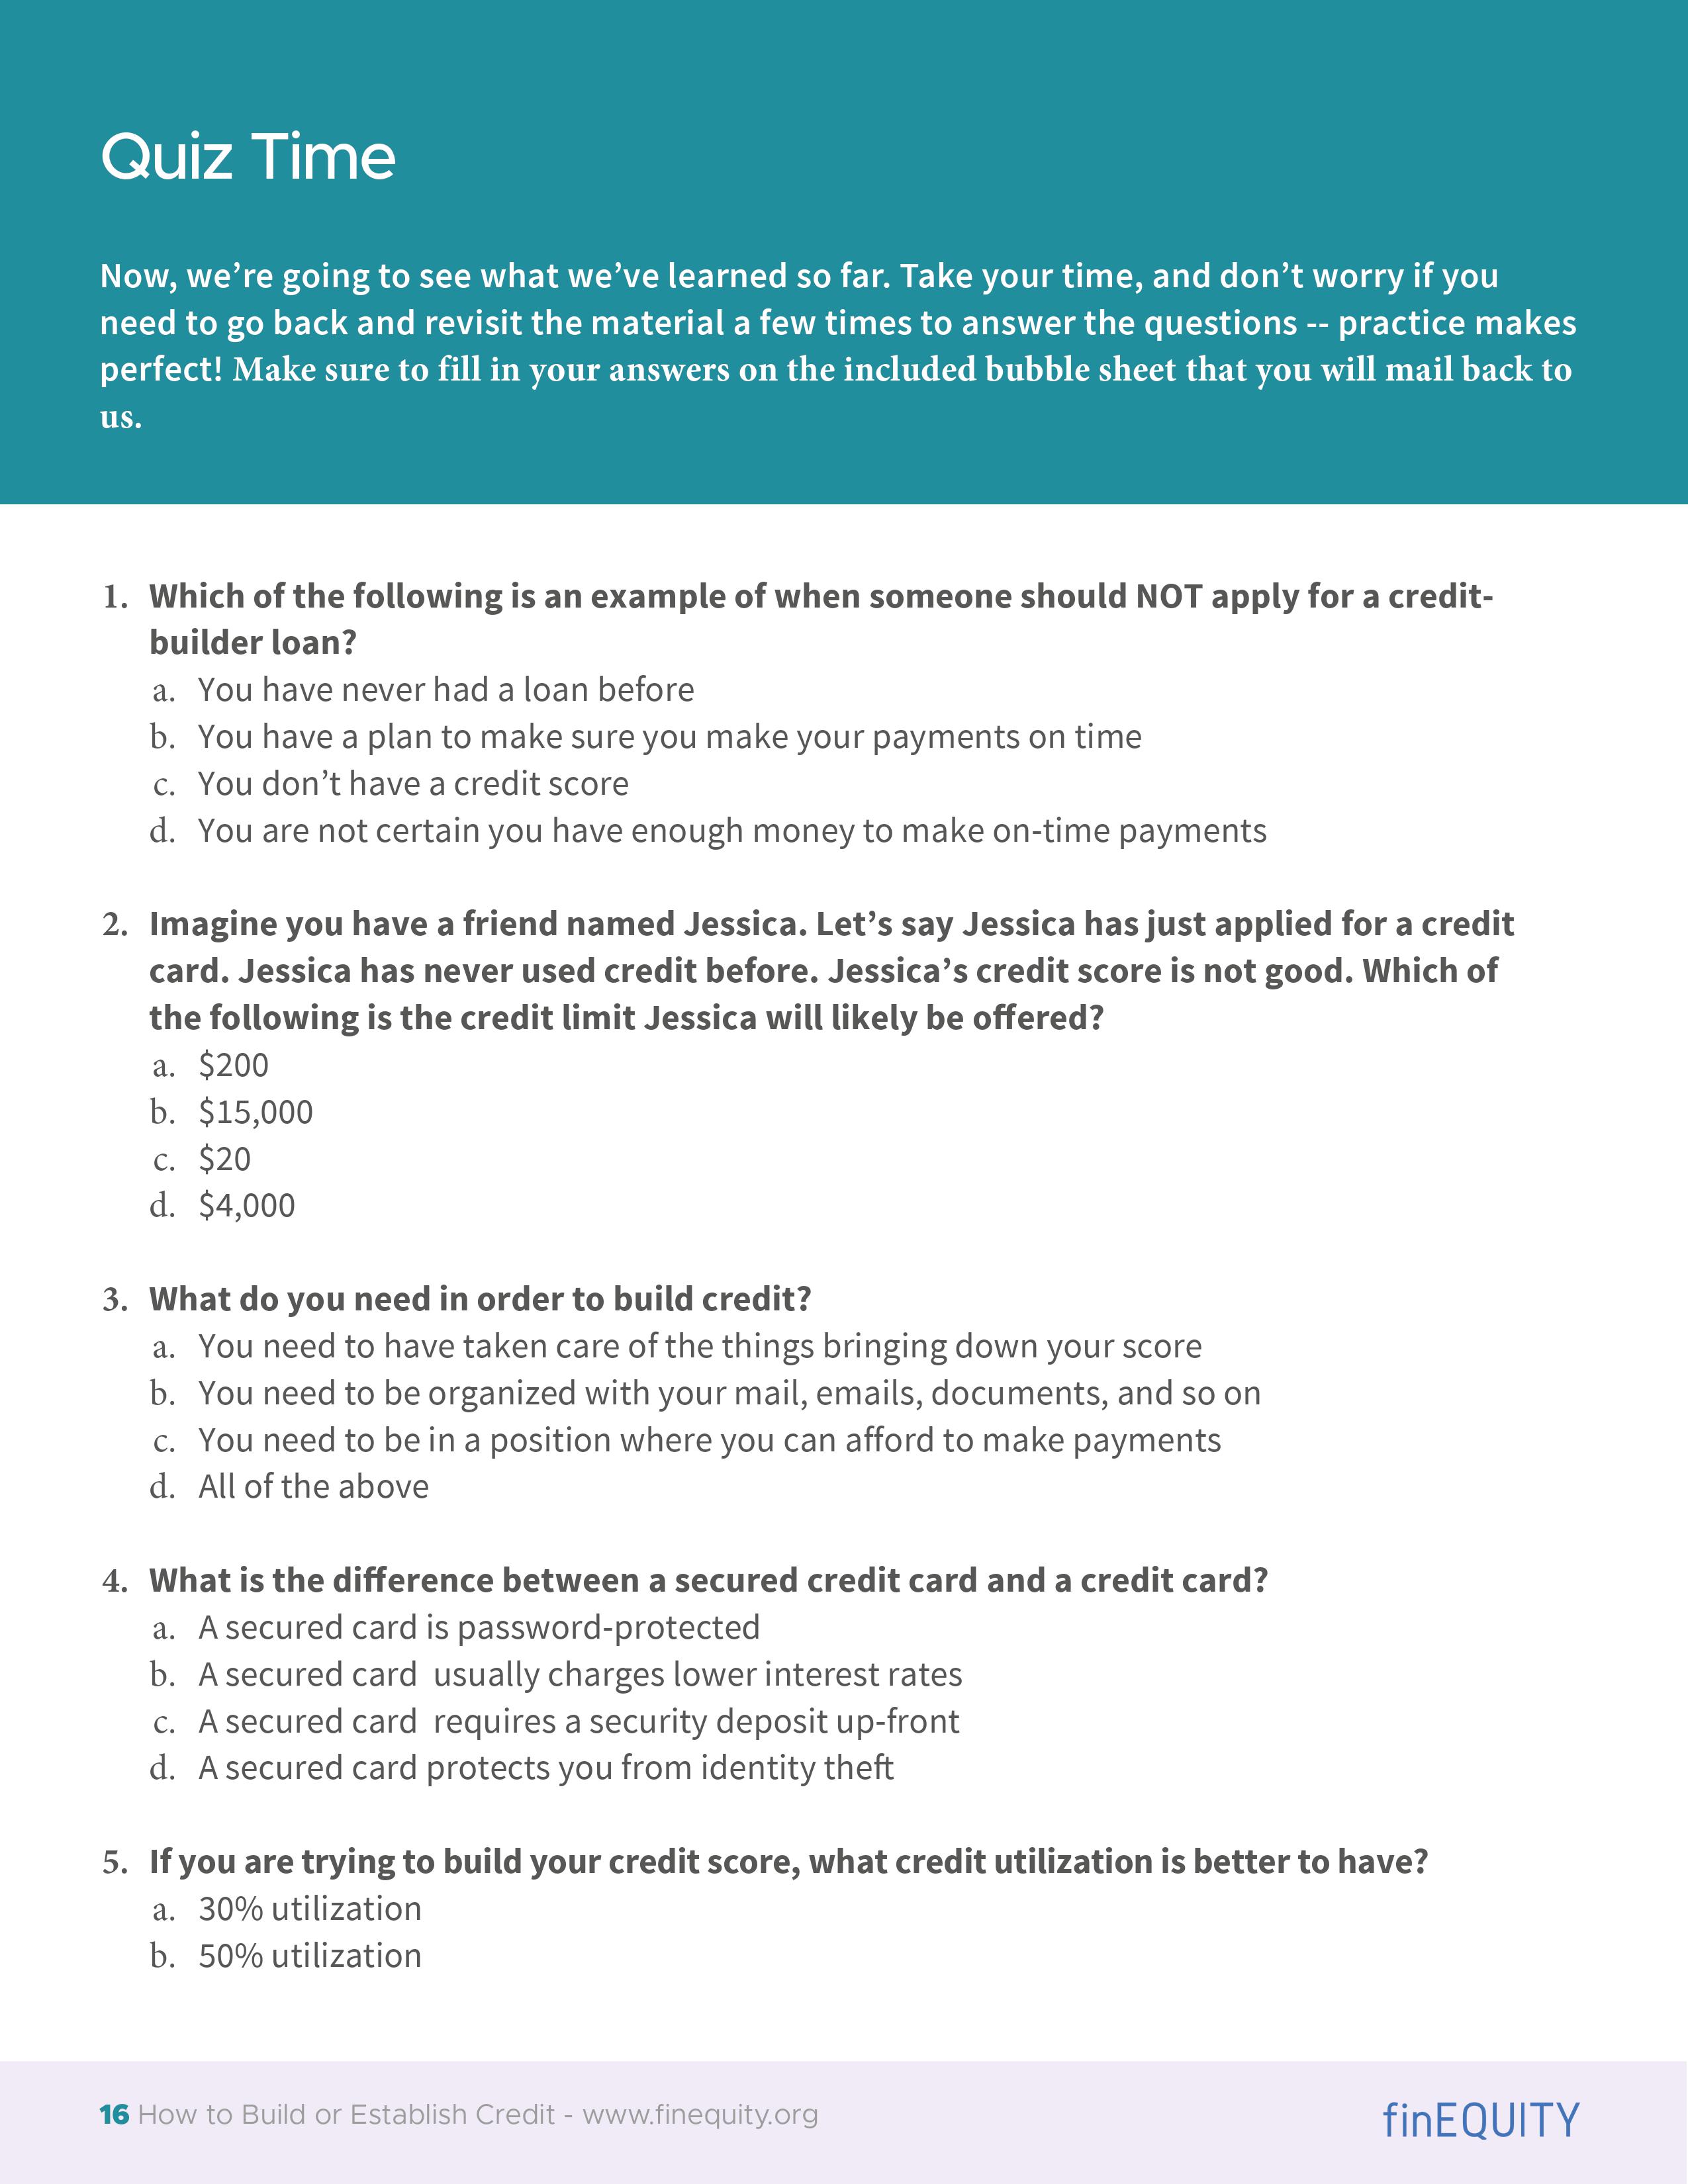 Quiz Time
Now, we’re going to see what we’ve learned so far. Take your time, and don’t worry if you
need to go back and revisit the material a few times to answer the questions -- practice makes
perfect! Make sure to fill in your answers on the included bubble sheet that you will mail back to
us.
1. Which of the following is an example of when someone should NOT apply for a credit-
builder loan?
a. You have never had a loan before
b. You have a plan to make sure you make your payments on time
c. You don’t have a credit score
d. You are not certain you have enough money to make on-time payments
2. Imagine you have a friend named Jessica. Let’s say Jessica has just applied for a credit
card. Jessica has never used credit before. Jessica’s credit score is not good. Which of
the following is the credit limit Jessica will likely be offered?
a. $200
b. $15,000
c. $20
d. $4,000
3. What do you need in order to build credit?
a. You need to have taken care of the things bringing down your score
b. You need to be organized with your mail, emails, documents, and so on
c. You need to be in a position where you can afford to make payments
d. All of the above
4. What is the difference between a secured credit card and a credit card?
a. A secured card is password-protected
b. A secured card  usually charges lower interest rates
c. A secured card  requires a security deposit up-front
d. A secured card protects you from identity theft
5. If you are trying to build your credit score, what credit utilization is better to have?
a. 30% utilization
b. 50% utilization
16 How to Build or Establish Credit - www.finequity.org
finEQUITY